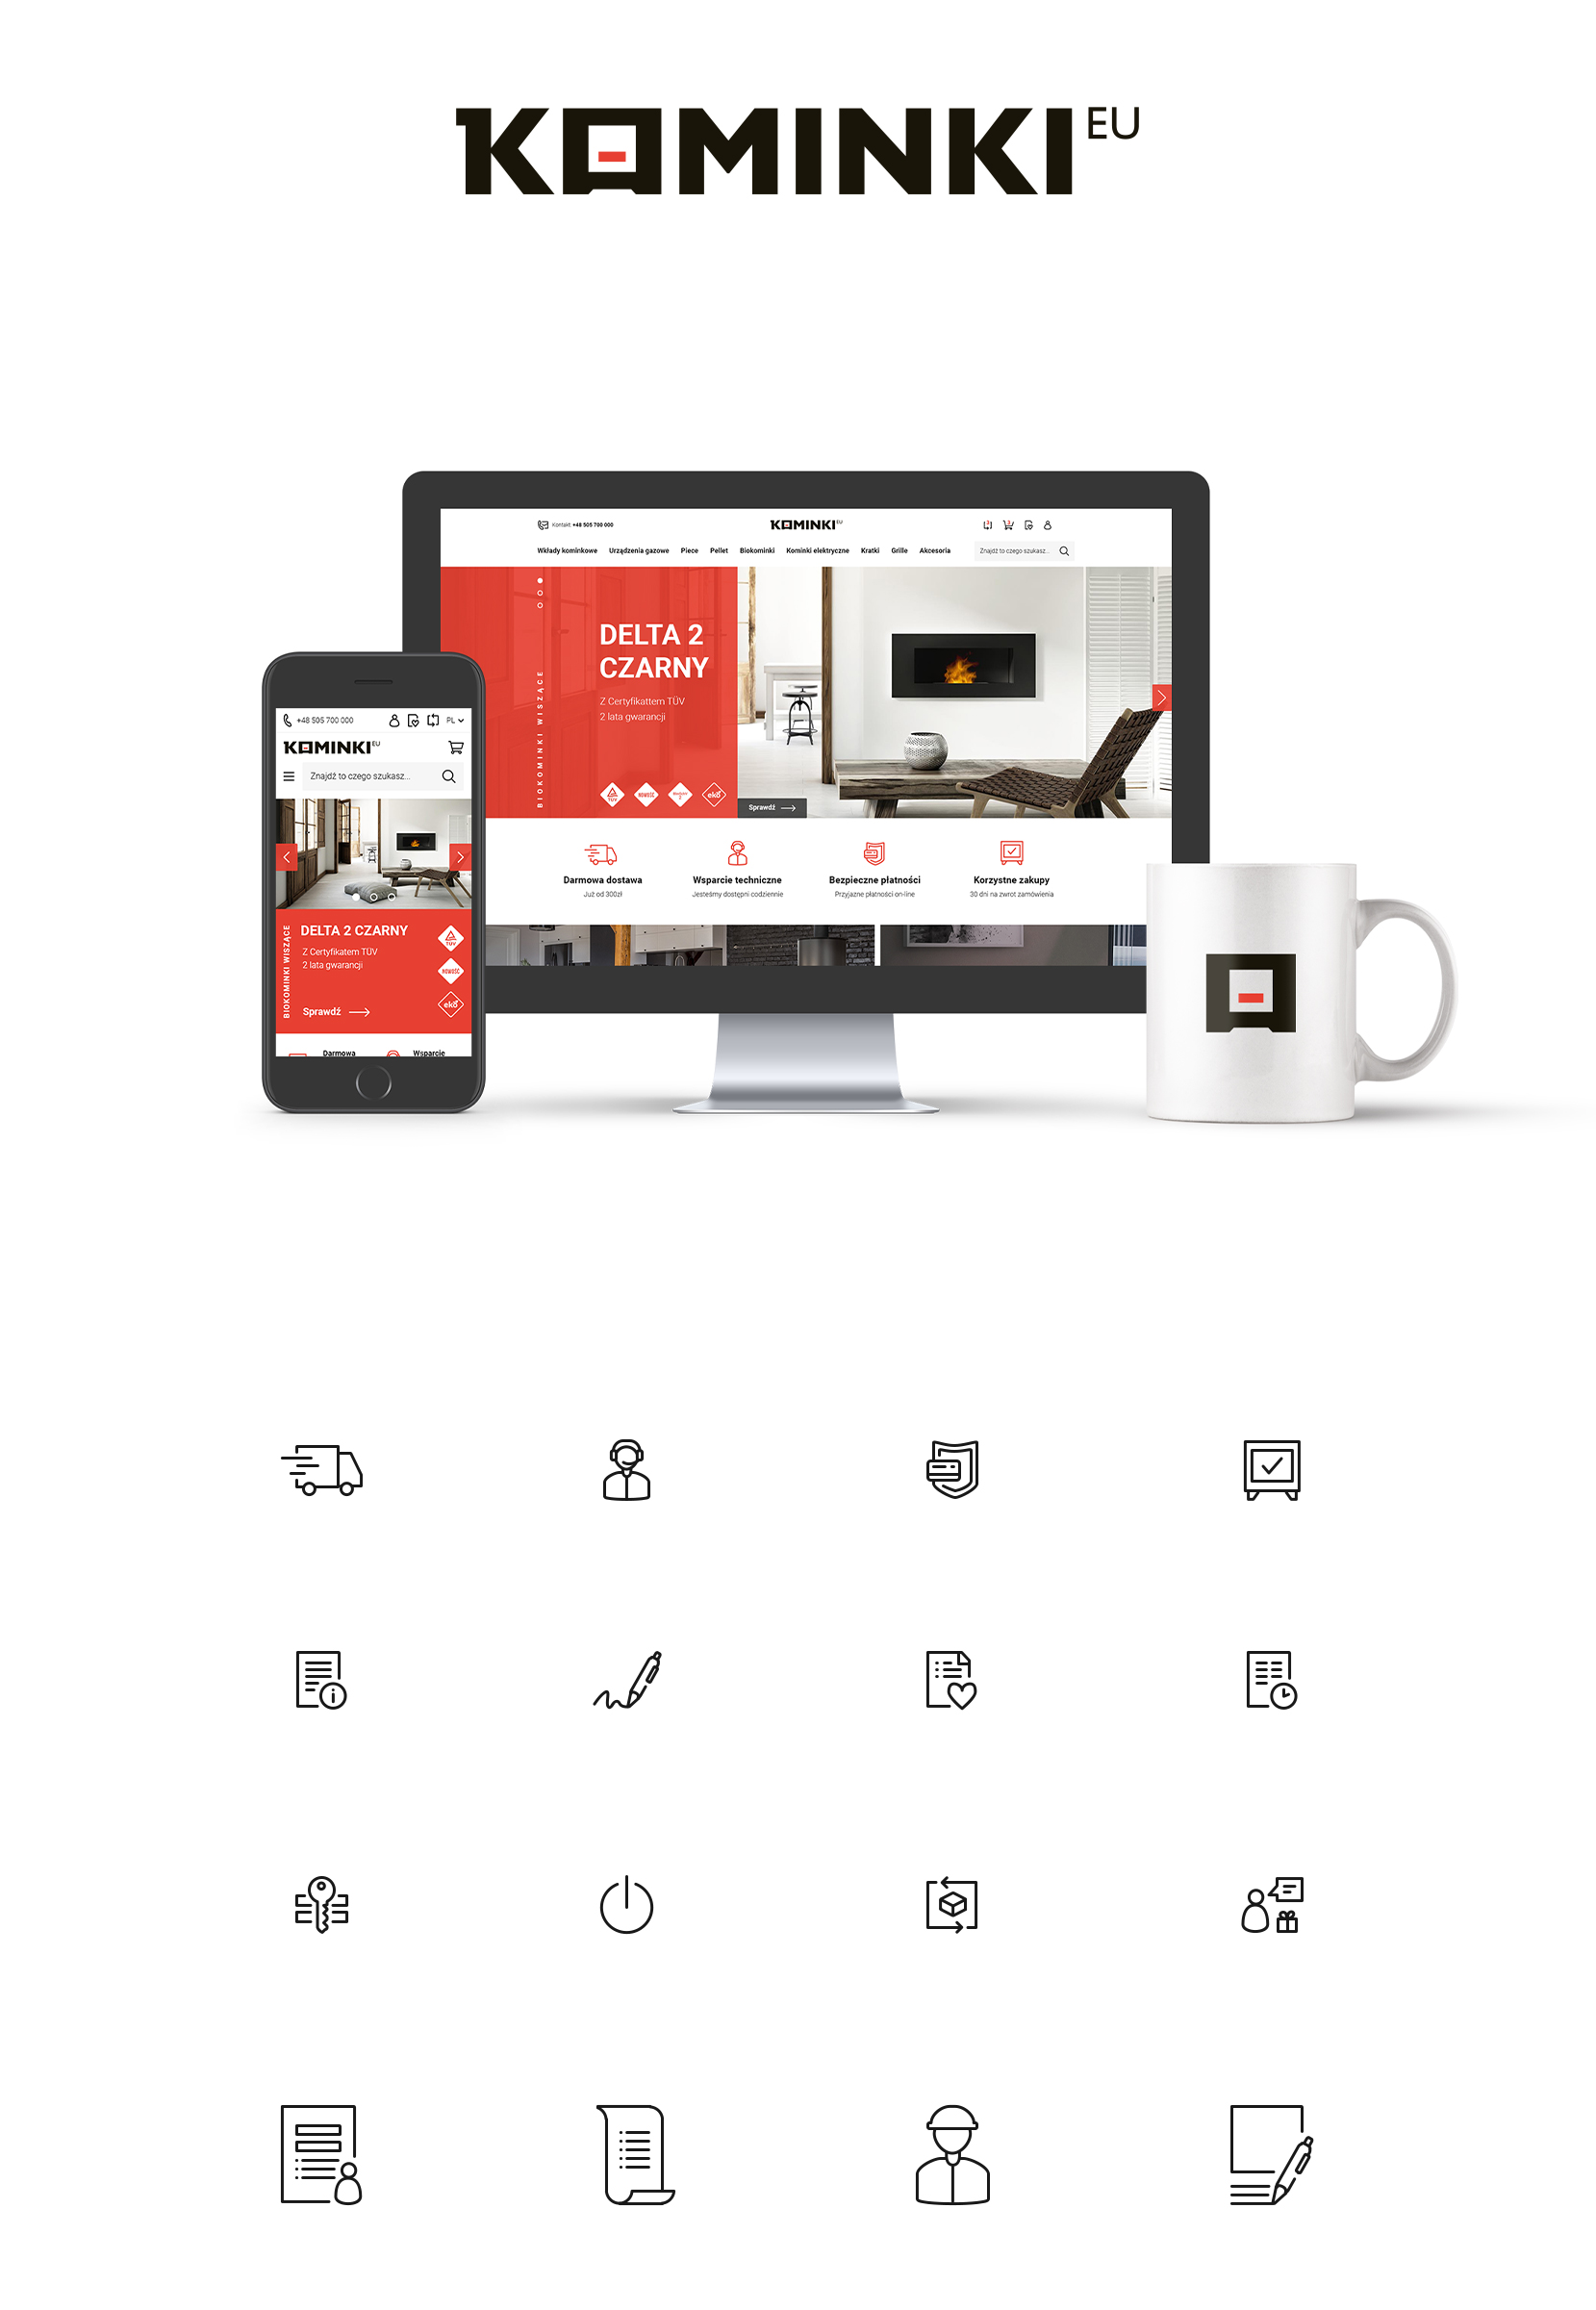 KOMINKI EU
Kontakt +48 505 700 000
KOMINKI EU
Wkłady kominkowe Urządzenia gazowe Piece Pellet Biokominki Kominki elektryczne Kratki Grille Akcesoria Znajdź to czego szukasz...
BIOKOMINKI WISZĄCE
DELTA 2
CZARNY
Z Certyfikattem TÜV
2 lata gwarancji
TÜV NOWOŚĆ eko
Sprawdź
Darmowa dostawa
Już od 300zł
Wsparcie techniczne
Jesteśmy dostępni codziennie
Bezpieczne płatności
Przyjazne płatności on-line
Korzystne zakupy
30 dni na zwrot zamówienia
+48 505 700 000 PL
KOMINKI EU
Znajdź to czego szukasz...
BIOKOMINKI WISZĄCE
DELTA 2 CZARNY
Z Certyfikatem TÜV
2 lata gwarancji
Sprawdź
TÜV
NOWOŚĆ
eko
Darmowa Wsparcie